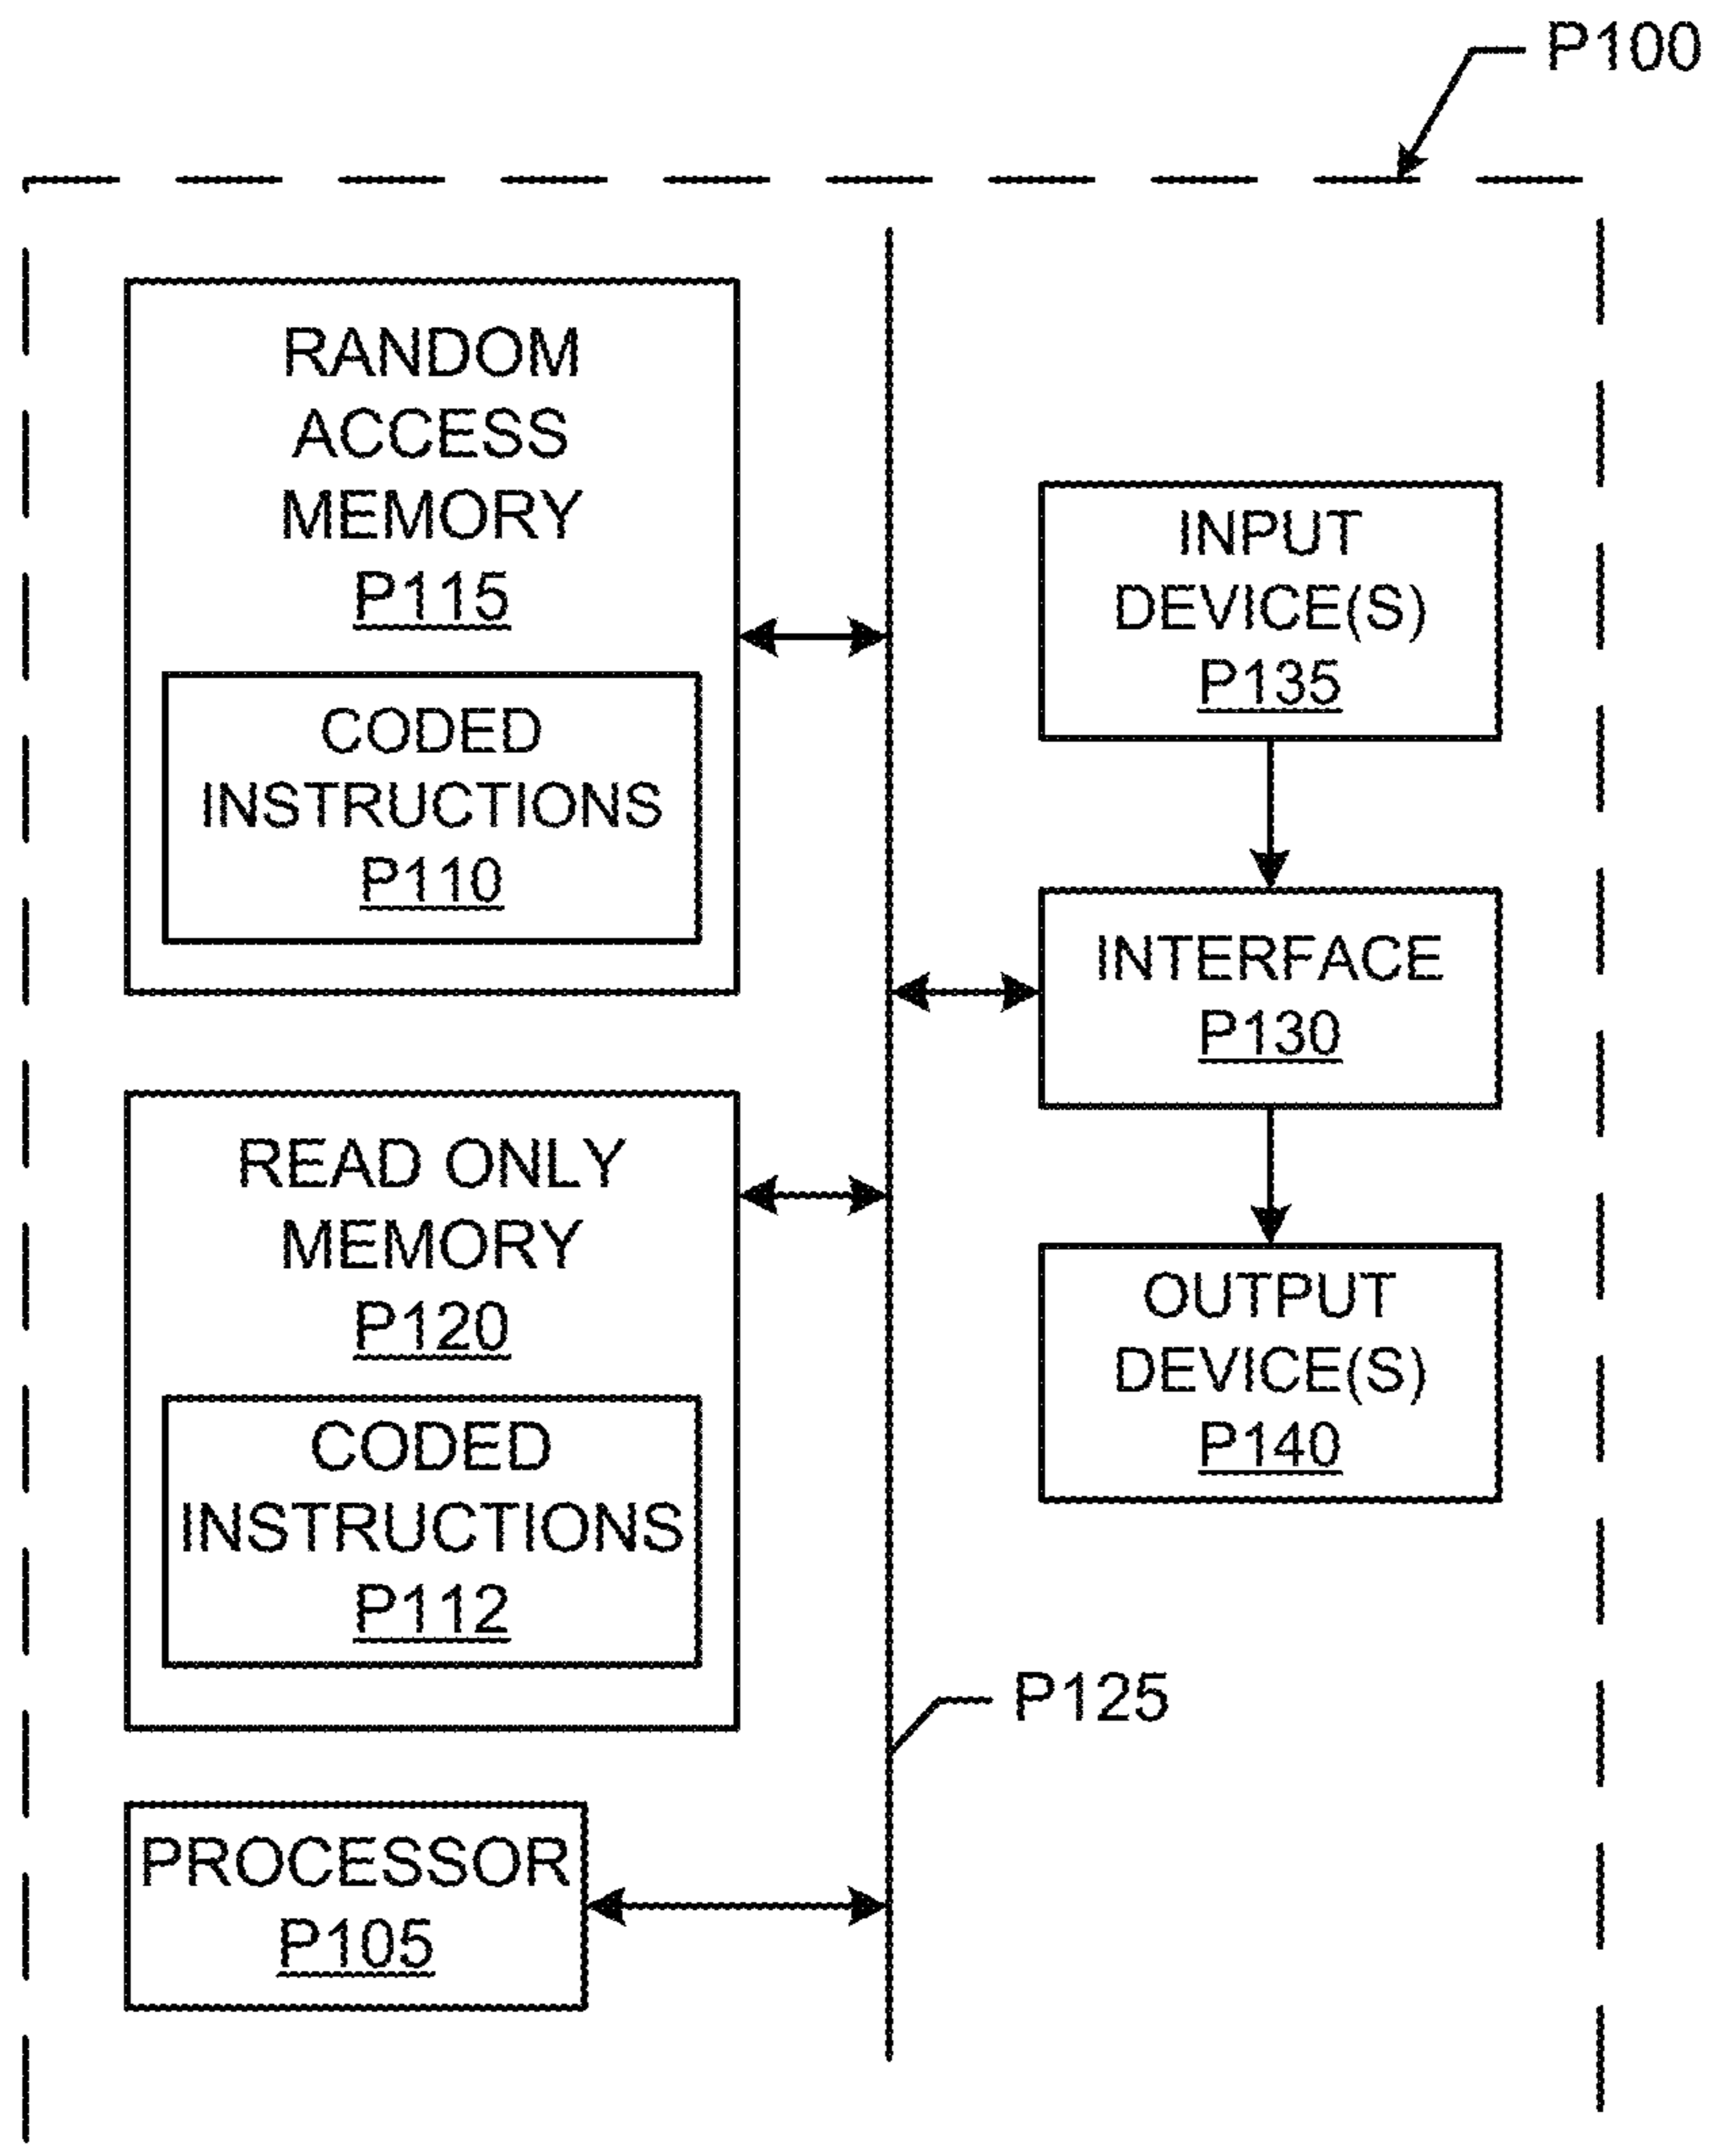 P100
RANDOM
ACCESS
MEMORY
P115
CODED
INSTRUCTIONS
P110
READ ONLY
MEMORY
P120
CODED
INSTRUCTIONS
P112
PROCESSOR
P105
INPUT
DEVICE(S)
P135
INTERFACE
P130
OUTPUT
DEVICE(S)
P140
P125